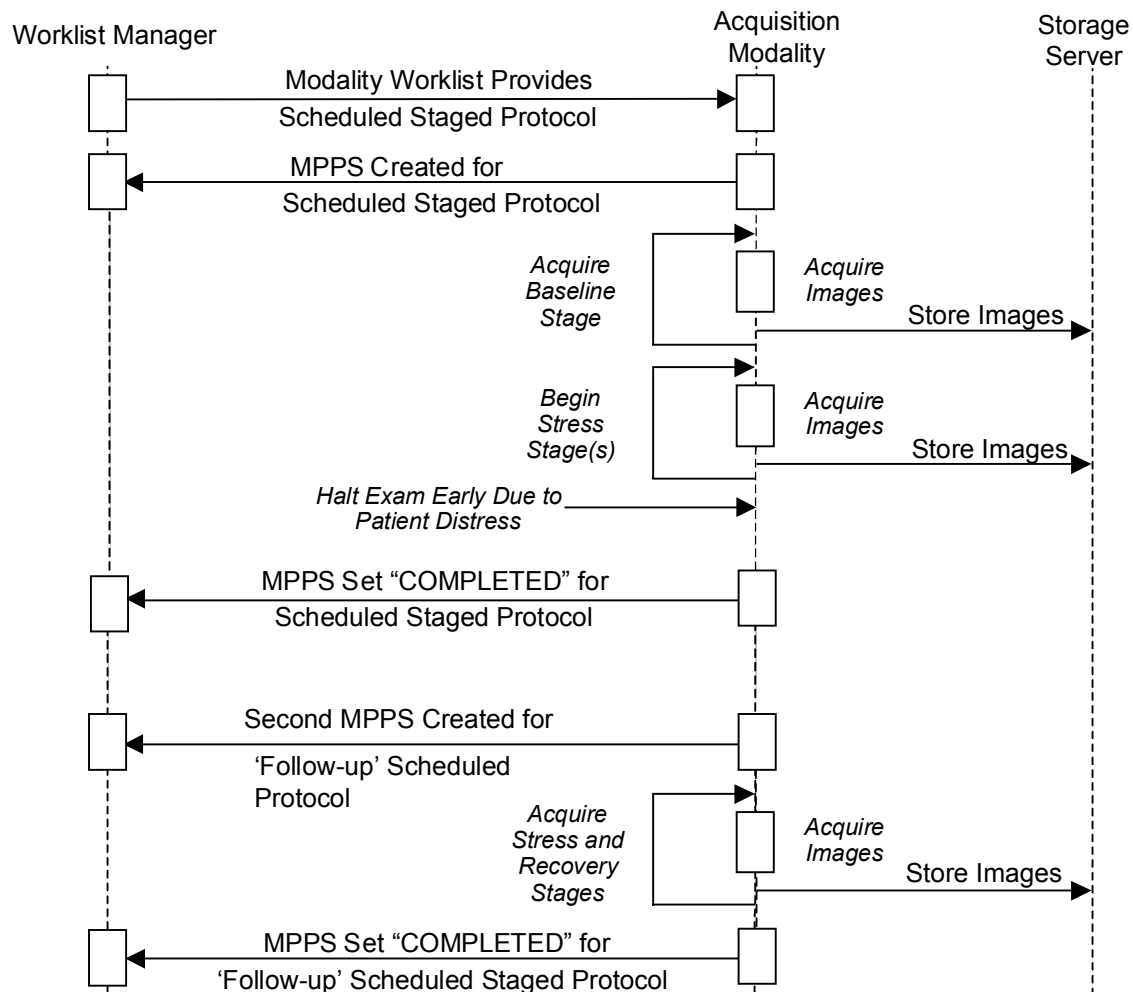 Worklist Manager
Acquisition
Modality
Storage
Server
Modality Worklist Provides
Scheduled Staged Protocol
MPPS Created for
Scheduled Staged Protocol
Acquire
Baseline
Stage
Acquire
Images
Store Images
Begin
Stress
Stage(s)
Acquire
Images
Store Images
Halt Exam Early Due to
Patient Distress
MPPS Set “COMPLETED” for
Scheduled Staged Protocol
Second MPPS Created for
‘Follow-up’ Scheduled
Protocol
Acquire
Stress and
Recovery
Stages
Acquire
Images
Store Images
MPPS Set “COMPLETED” for
‘Follow-up’ Scheduled Staged Protocol